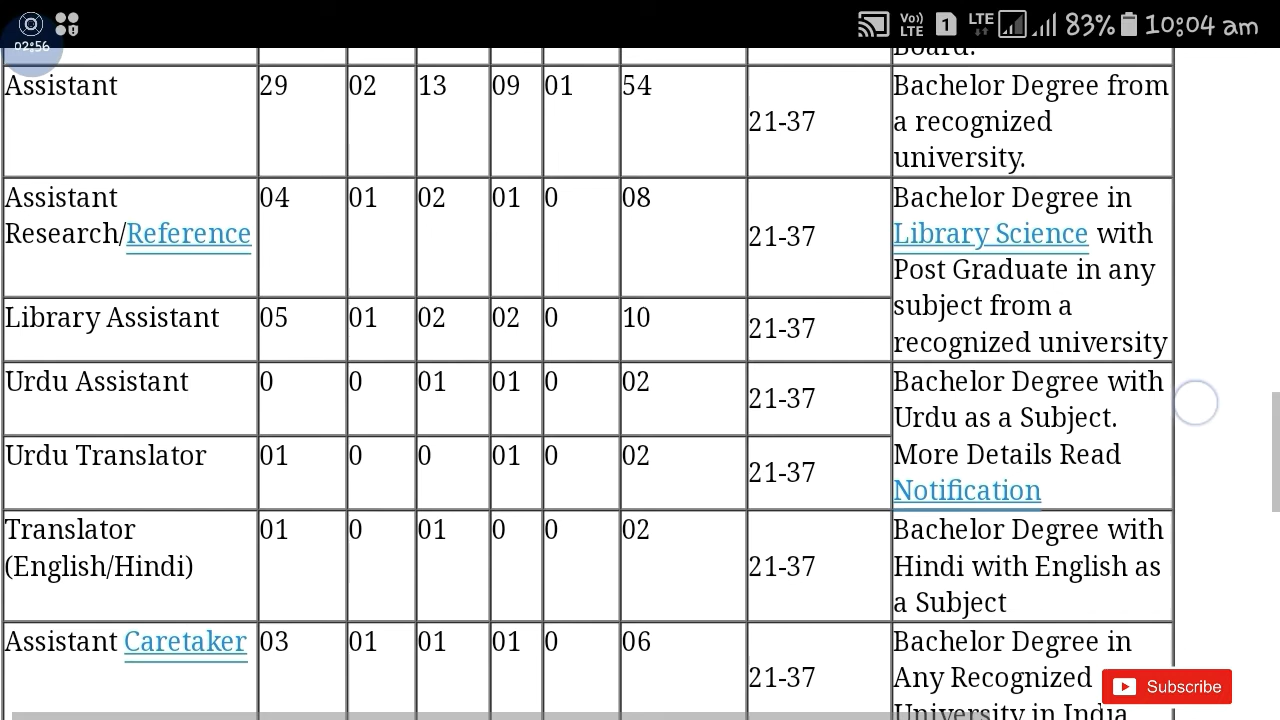 02:56 Vo)) LTE 1 LTE 83% 10:04 am
Board.
Assistant 29 02 13 09 01 54 21-37 Bachelor Degree from
a recognized
university.
Assistant 04 01 02 01 0 08 21-37 Bachelor Degree in
Research/Reference Library Science with
Post Graduate in any
subject from a
Library Assistant 05 01 02 02 0 10 21-37 recognized university
Urdu Assistant 0 0 01 01 0 02 21-37 Bachelor Degree with
Urdu as a Subject.
Urdu Translator 01 0 0 01 0 02 21-37 More Details Read
Notification
Translator 01 0 01 0 0 02 21-37 Bachelor Degree with
(English/Hindi) Hindi with English as
a Subject
Assistant Caretaker 03 01 01 01 0 06 21-37 Bachelor Degree in
Any Recognized
University in India
Subscribe